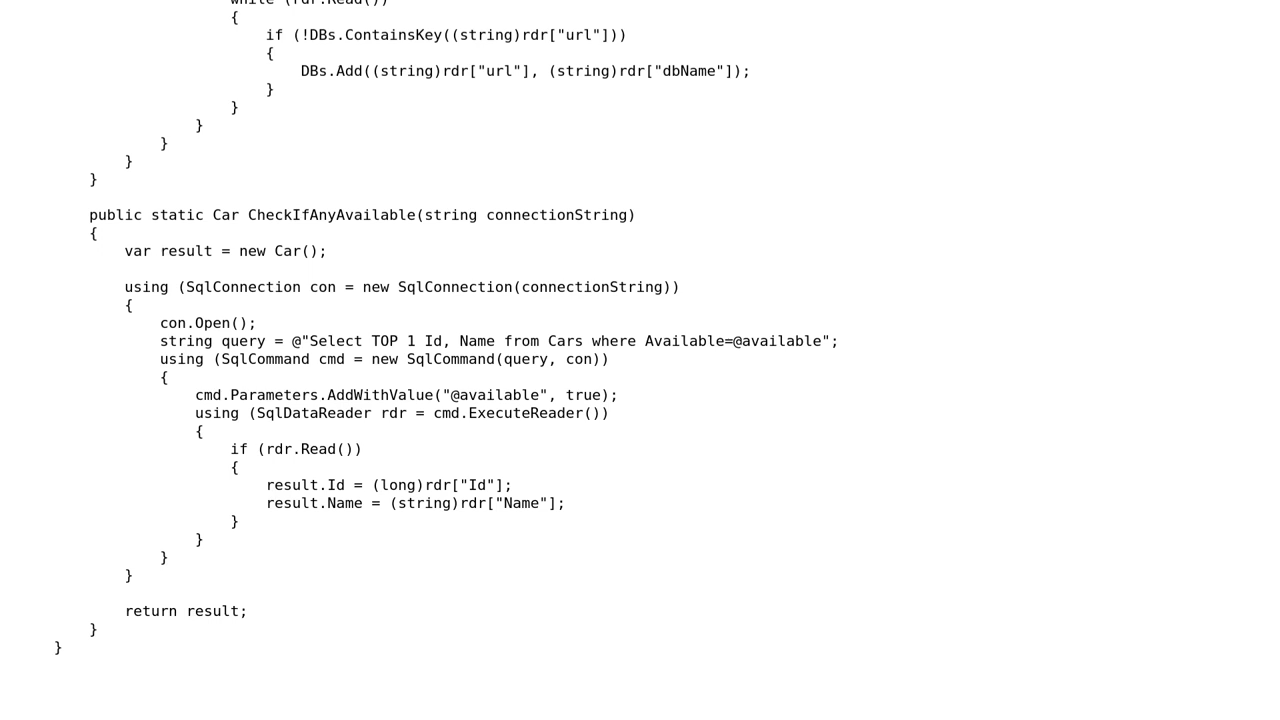 while (rdr.Read())
{
if (!DBs.ContainsKey((string)rdr["url"]))
{
DBs.Add((string)rdr["url"], (string)rdr["dbName"]);
}
}
}
}
}
}
public static Car CheckIfAnyAvailable(string connectionString)
{
var result = new Car();
using (SqlConnection con = new SqlConnection(connectionString))
{
con.Open();
string query = @"Select TOP 1 Id, Name from Cars where Available=@available";
using (SqlCommand cmd = new SqlCommand(query, con))
{
cmd.Parameters.AddWithValue("@available", true);
using (SqlDataReader rdr = cmd.ExecuteReader())
{
if (rdr.Read())
{
result.Id = (long)rdr["Id"];
result.Name = (string)rdr["Name"];
}
}
}
}
return result;
}
}